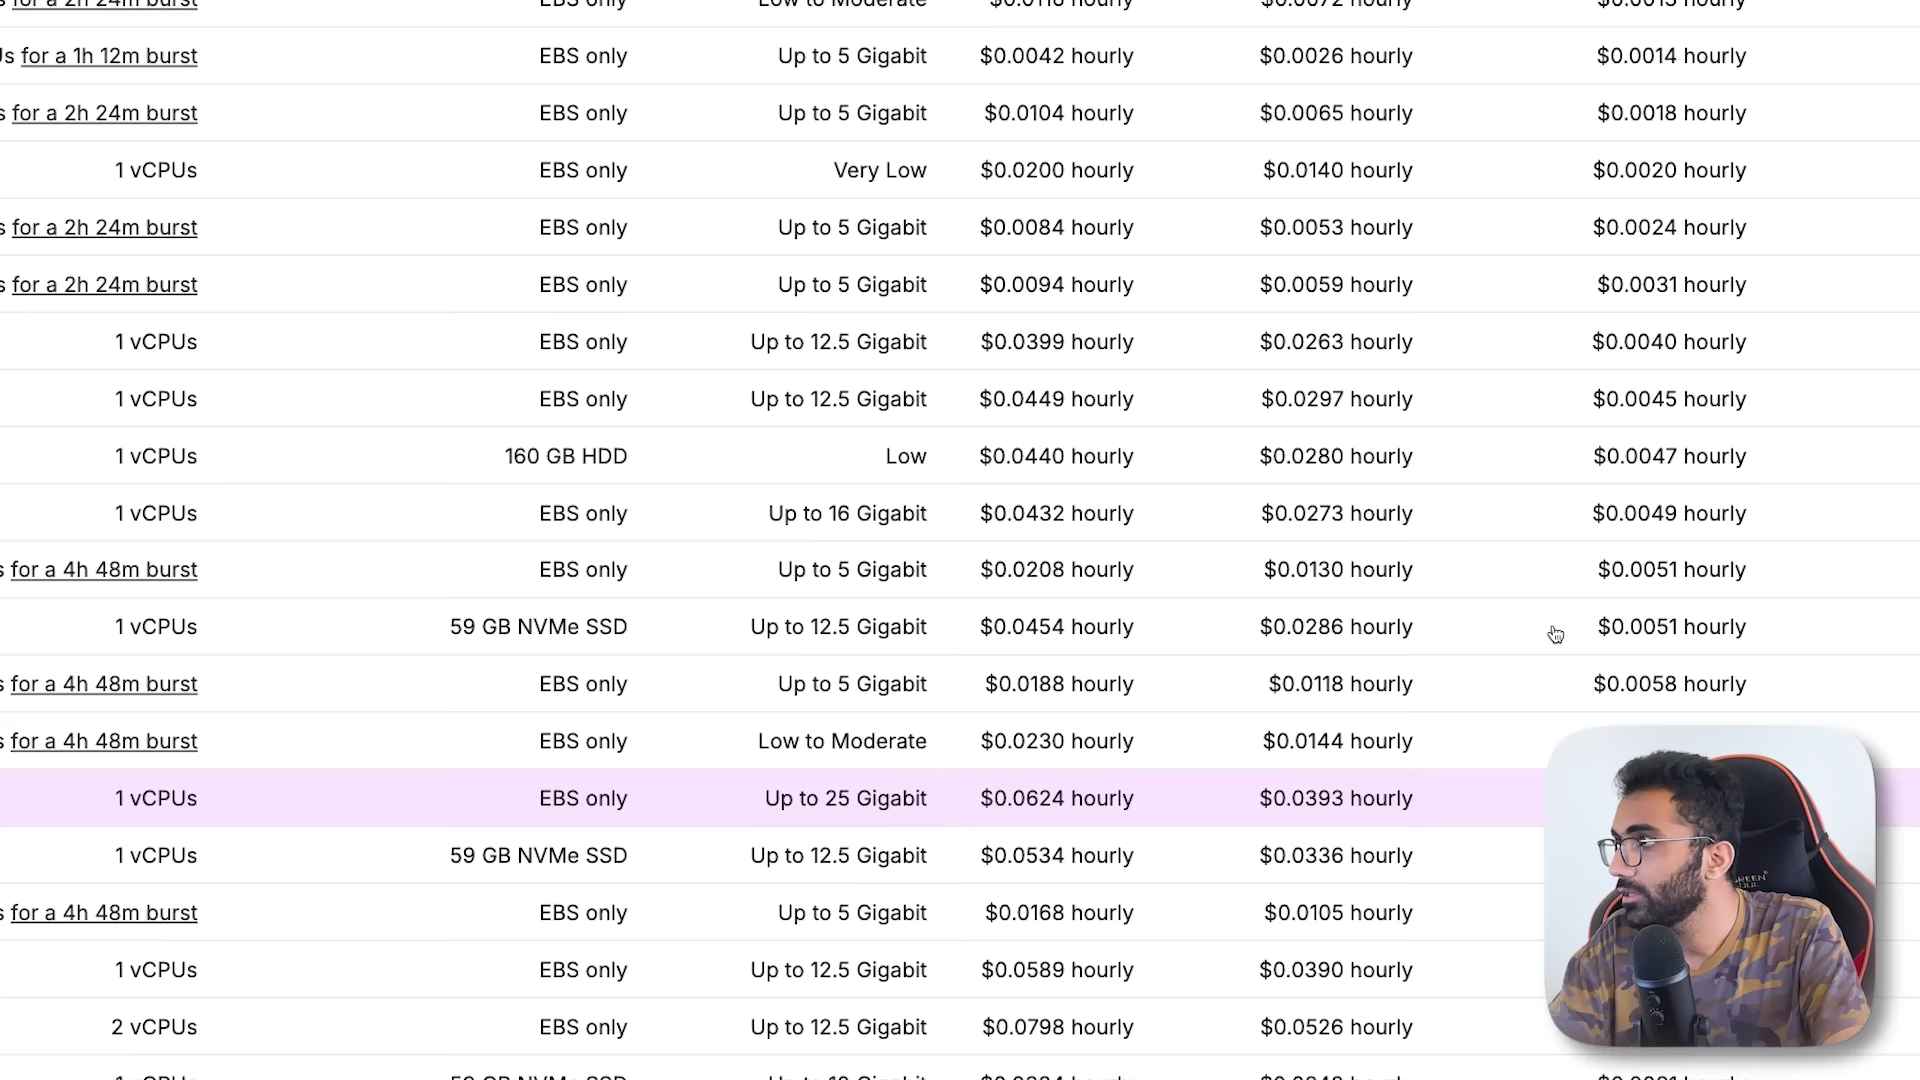 for a 2h 24m burst EBS only Low to Moderate hourly hourly hourly
Us for a 1h 12m burst EBS only Up to 5 Gigabit $0.0042 hourly $0.0026 hourly $0.0014 hourly
s for a 2h 24m burst EBS only Up to 5 Gigabit $0.0104 hourly $0.0065 hourly $0.0018 hourly
1 vCPUs EBS only Very Low $0.0200 hourly $0.0140 hourly $0.0020 hourly
s for a 2h 24m burst EBS only Up to 5 Gigabit $0.0084 hourly $0.0053 hourly $0.0024 hourly
s for a 2h 24m burst EBS only Up to 5 Gigabit $0.0094 hourly $0.0059 hourly $0.0031 hourly
1 vCPUs EBS only Up to 12.5 Gigabit $0.0399 hourly $0.0263 hourly $0.0040 hourly
1 vCPUs EBS only Up to 12.5 Gigabit $0.0449 hourly $0.0297 hourly $0.0045 hourly
1 vCPUs 160 GB HDD Low $0.0440 hourly $0.0280 hourly $0.0047 hourly
1 vCPUs EBS only Up to 16 Gigabit $0.0432 hourly $0.0273 hourly $0.0049 hourly
s for a 4h 48m burst EBS only Up to 5 Gigabit $0.0208 hourly $0.0130 hourly $0.0051 hourly
1 vCPUs 59 GB NVMe SSD Up to 12.5 Gigabit $0.0454 hourly $0.0286 hourly $0.0051 hourly
s for a 4h 48m burst EBS only Up to 5 Gigabit $0.0188 hourly $0.0118 hourly $0.0058 hourly
s for a 4h 48m burst EBS only Low to Moderate $0.0230 hourly $0.0144 hourly
1 vCPUs EBS only Up to 25 Gigabit $0.0624 hourly $0.0393 hourly
1 vCPUs 59 GB NVMe SSD Up to 12.5 Gigabit $0.0534 hourly $0.0336 hourly
s for a 4h 48m burst EBS only Up to 5 Gigabit $0.0168 hourly $0.0105 hourly
1 vCPUs EBS only Up to 12.5 Gigabit $0.0589 hourly $0.0390 hourly
2 vCPUs EBS only Up to 12.5 Gigabit $0.0798 hourly $0.0526 hourly